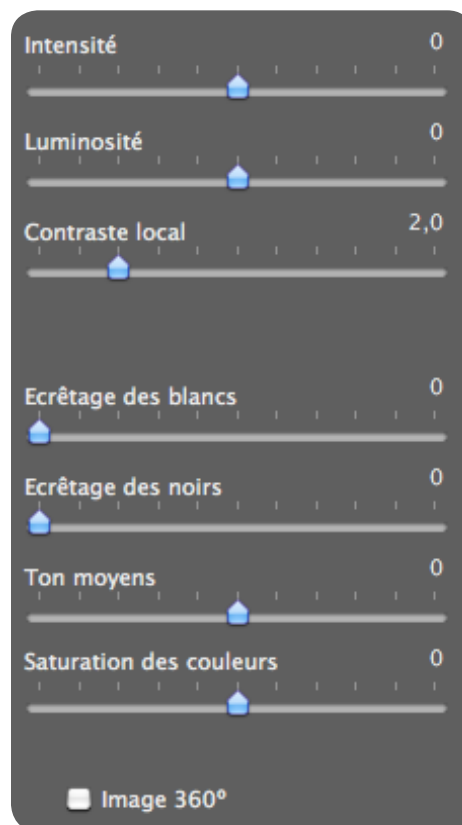 Intensité 0
Luminosité 0
Contraste local 2,0
Ecrêtage des blancs 0
Ecrêtage des noirs 0
Ton moyens 0
Saturation des couleurs 0
Image 360º